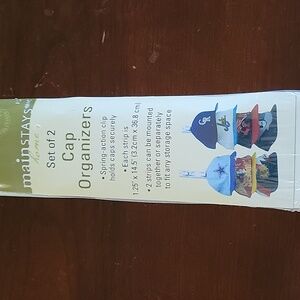 mainSTAYS
home
Set of 2
Cap
Organizers
• Spring-action clip
holds caps securely
• Each strip is
1.25" x 14.5" (3.2cm x 36.8 cm)
• 2 strips can be mounted
together or separately
to fit any storage space